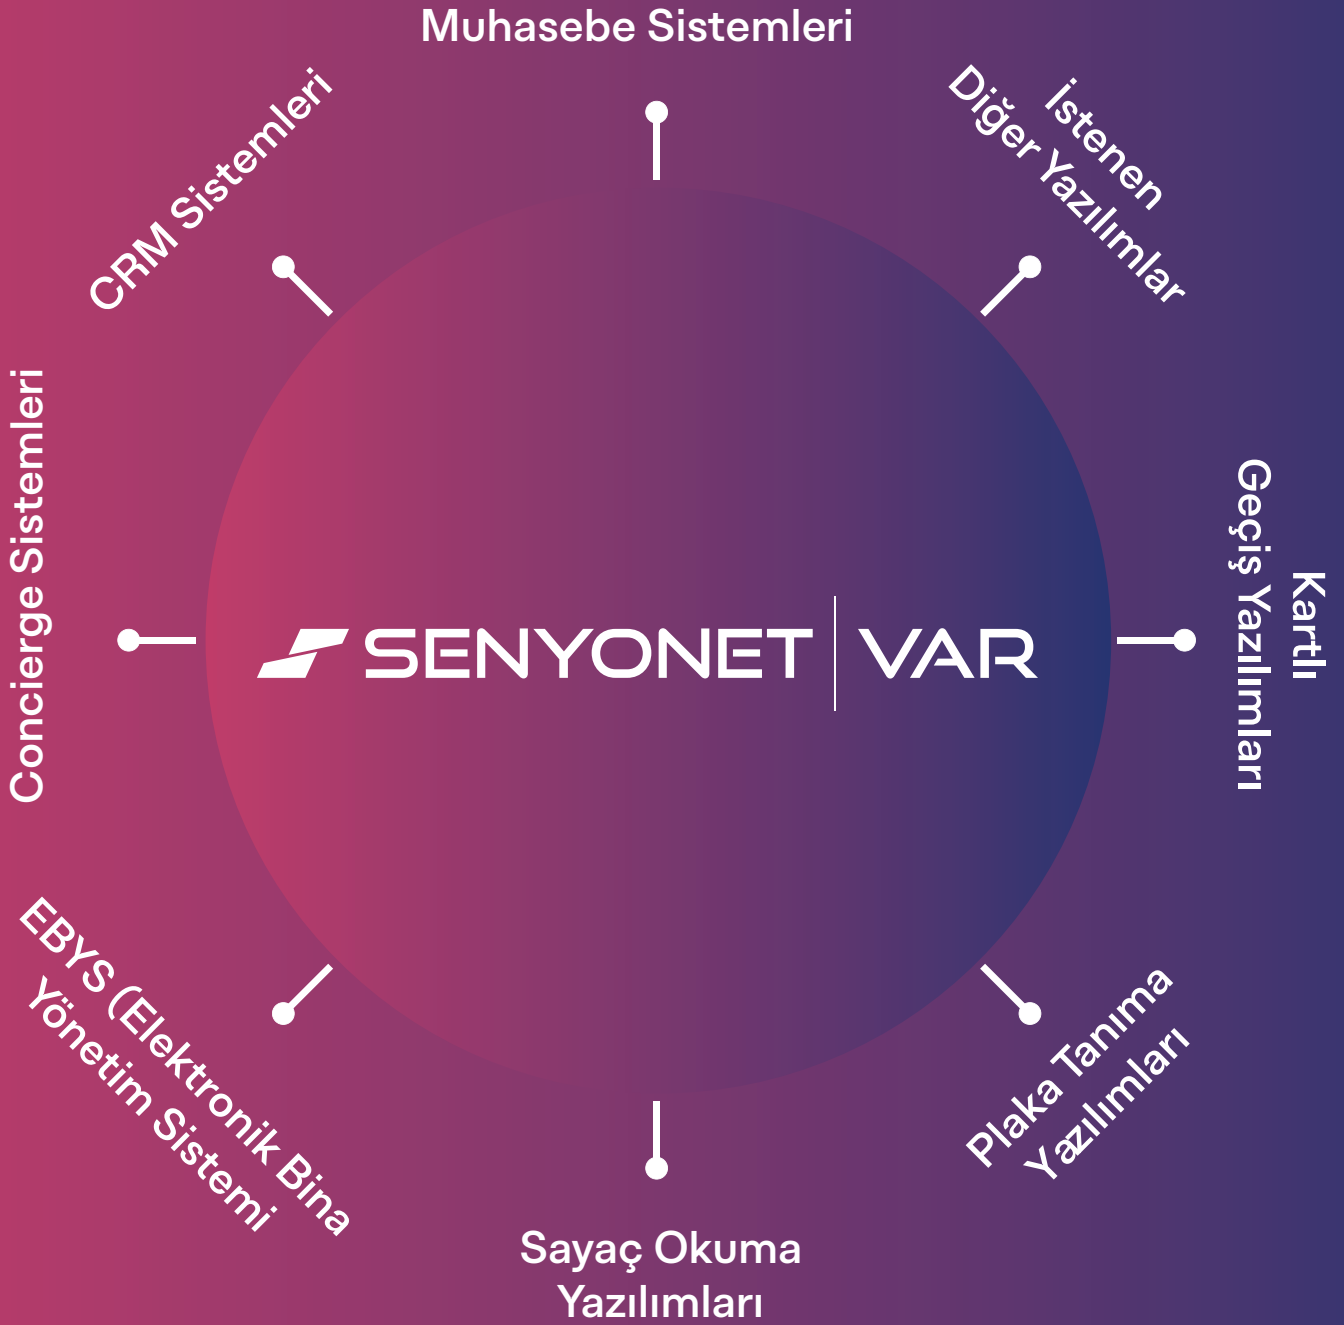 Muhasebe Sistemleri
İstenen
Diğer Yazılımlar
Kartlı
Geçiş Yazılımları
Plaka Tanıma
Yazılımları
Sayaç Okuma
Yazılımları
EBYS (Elektronik Bina
Yönetim Sistemi
Concierge Sistemleri
CRM Sistemleri
SENYONET | VAR